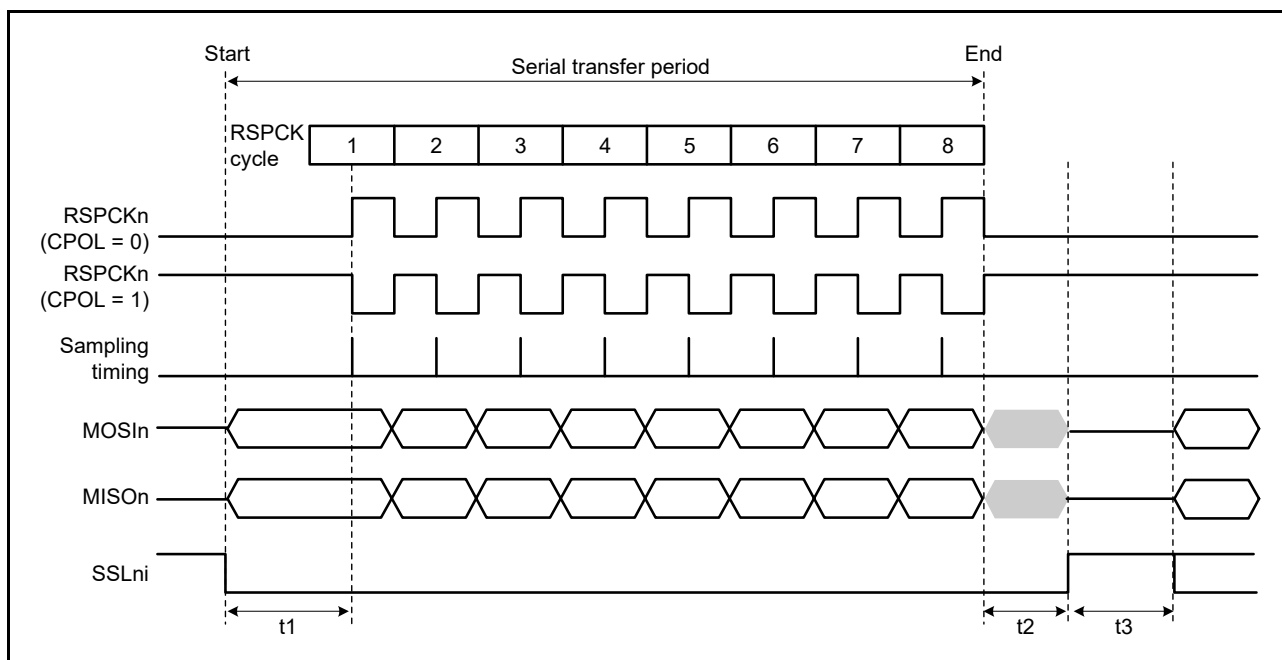 Start
End
Serial transfer period
RSPCK
cycle
1 2 3 4 5 6 7 8
RSPCKn
(CPOL = 0)
RSPCKn
(CPOL = 1)
Sampling
timing
MOSIn
MISOn
SSLni
t1
t2
t3